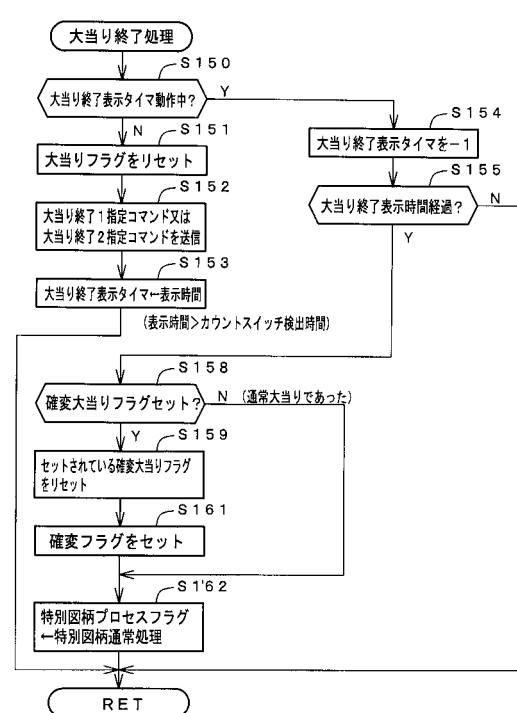 大当り終了処理
S150
大当り終了表示タイマ動作中?
Y
N
S151
大当りフラグをリセット
S152
大当り終了1指定コマンド又は
大当り終了2指定コマンドを送信
S153
大当り終了表示タイマ←表示時間
(表示時間>カウントスイッチ検出時間)
S154
大当り終了表示タイマを−1
S155
大当り終了表示時間経過?
N
Y
S158
確変大当りフラグセット?
N (通常大当りであった)
Y
S159
セットされている確変大当りフラグ
をリセット
S161
確変フラグをセット
S1'62
特別図柄プロセスフラグ
←特別図柄通常処理
RET